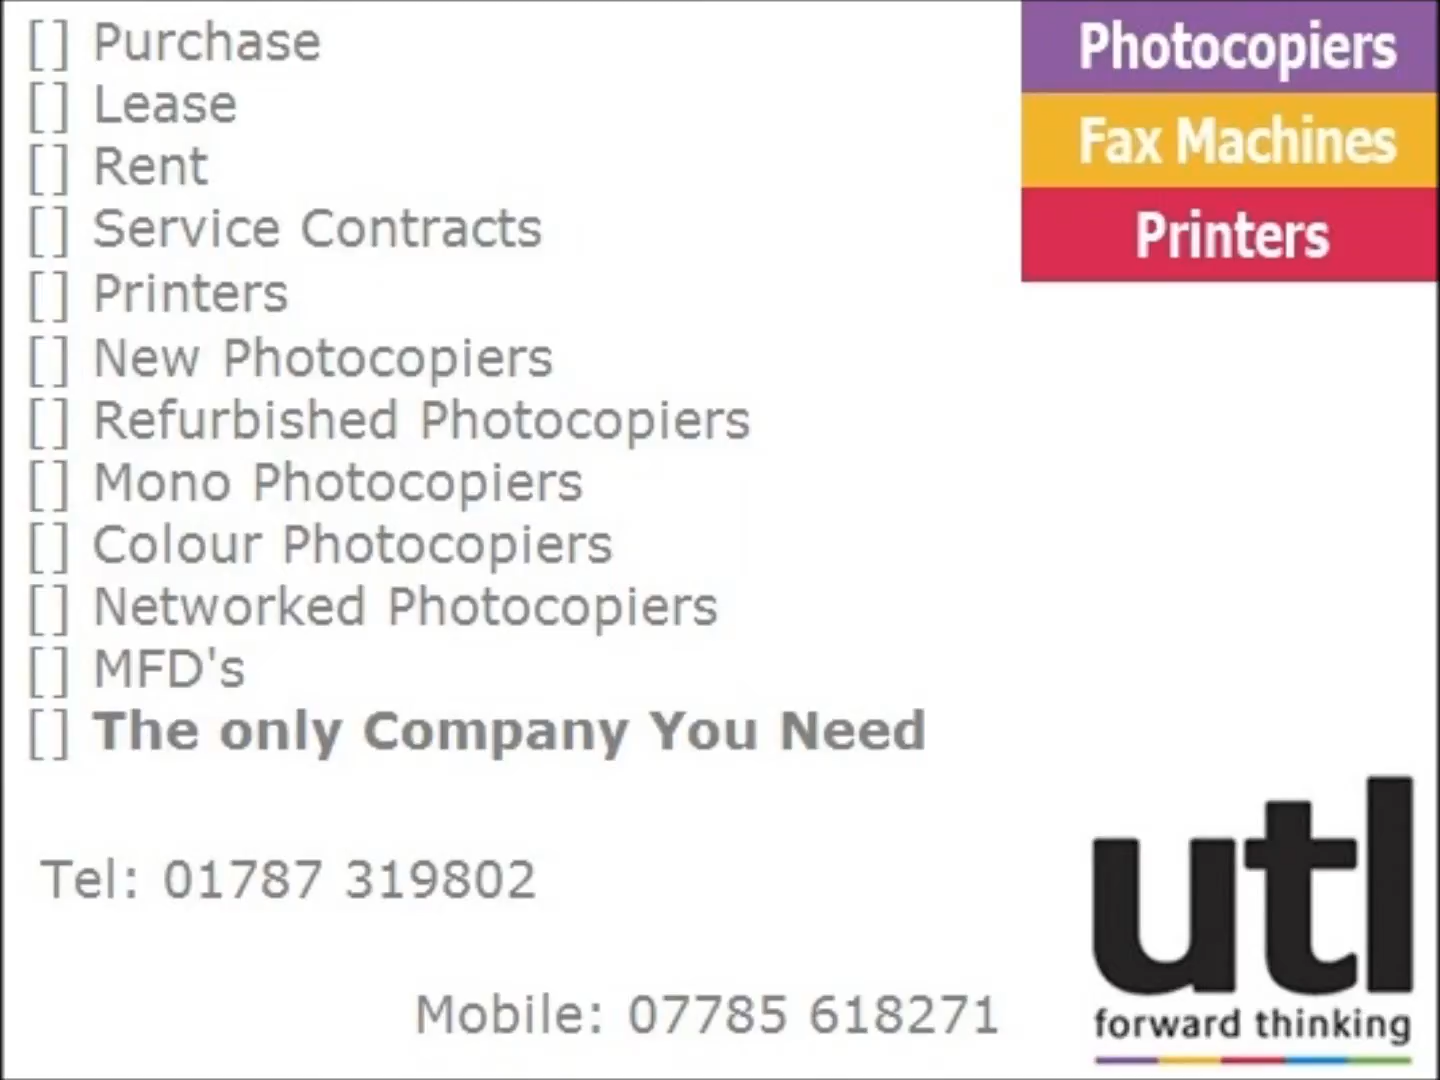 [] Purchase
[] Lease
[] Rent
[] Service Contracts
[] Printers
[] New Photocopiers
[] Refurbished Photocopiers
[] Mono Photocopiers
[] Colour Photocopiers
[] Networked Photocopiers
[] MFD's
[] The only Company You Need
Tel: 01787 319802
Mobile: 07785 618271
Photocopiers
Fax Machines
Printers
utl
forward thinking